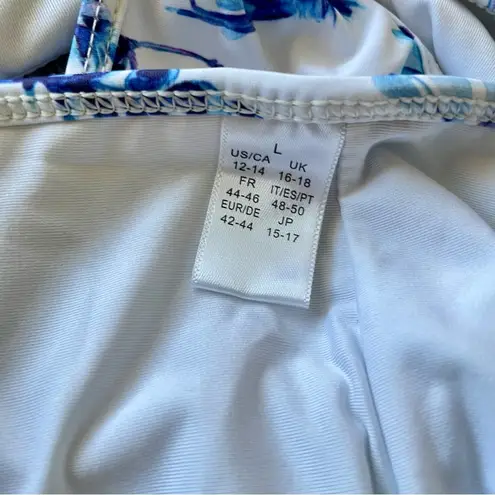 L
US/CA UK
12-14 16-18
FR IT/ES/PT
44-46 48-50
EUR/DE JP
42-44 15-17